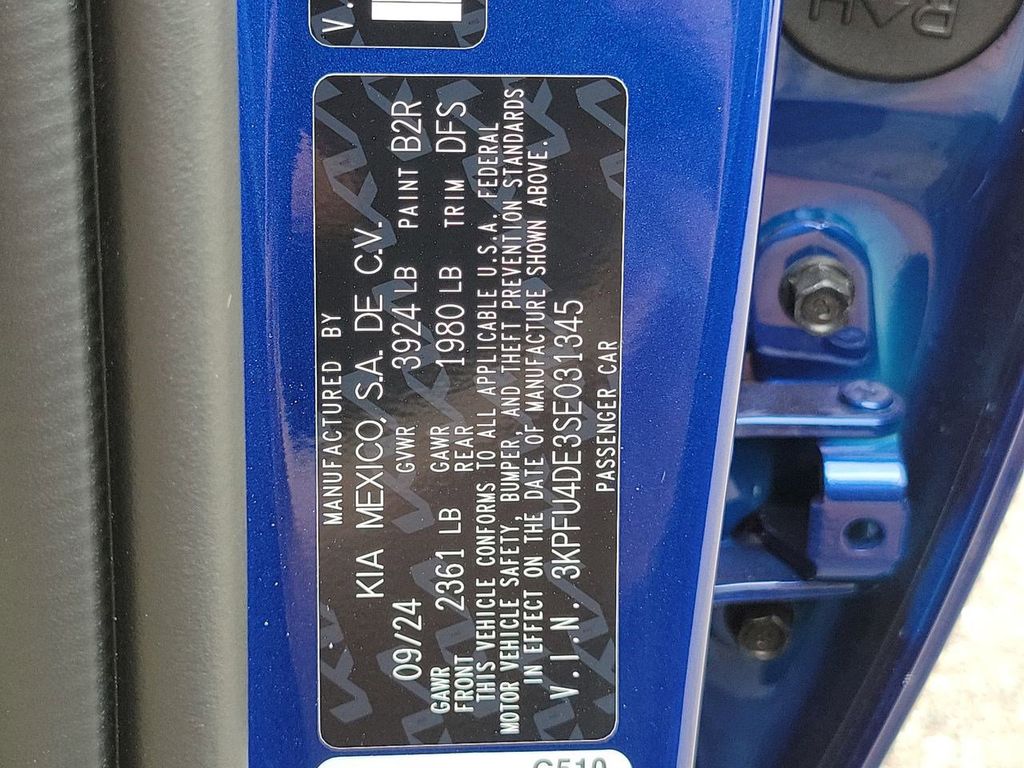 V.
MANUFACTURED BY
KIA MEXICO,S.A. DE C.V.
09/24 GVWR 3924 LB PAINT B2R
GAWR FRONT 2361 LB GAWR REAR 1980 LB TRIM DFS
THIS VEHICLE CONFORMS TO ALL APPLICABLE U.S.A. FEDERAL
MOTOR VEHICLE SAFETY, BUMPER, AND THEFT PREVENTION STANDARDS
IN EFFECT ON THE DATE OF MANUFACTURE SHOWN ABOVE.
V.I.N. 3KPFU4DE3SE031345
PASSENGER CAR
RAH